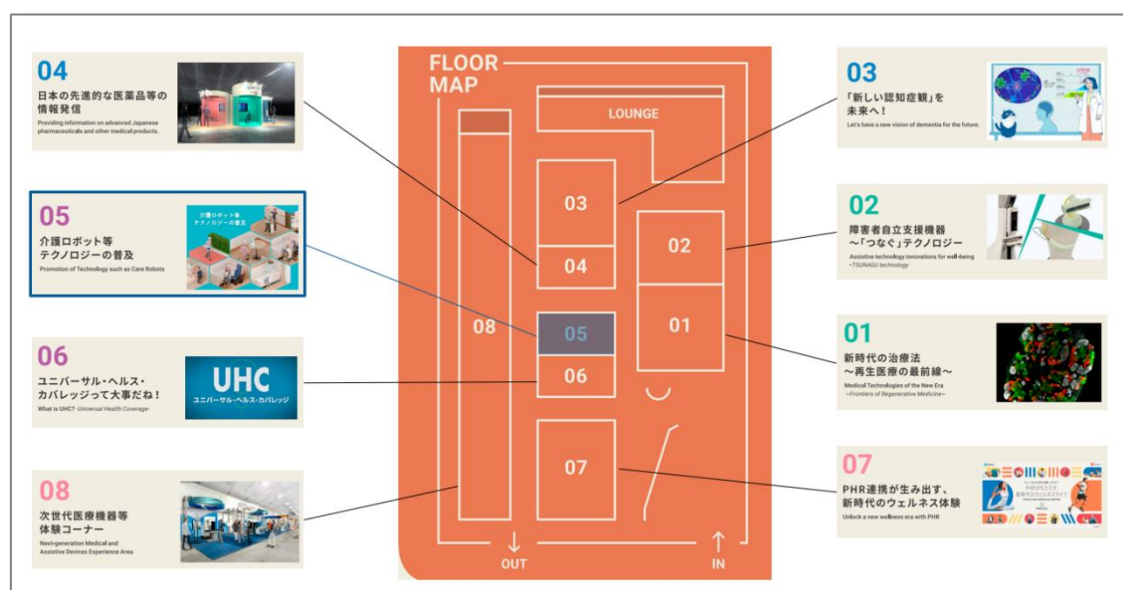 04
日本の先進的な医薬品等の
情報発信
Providing information on advanced Japanese
pharmaceuticals and other medical products.
05
介護ロボット等
テクノロジーの普及
Promotion of Technology such as Care Robots
介護ロボット等
テクノロジーの普及
06
ユニバーサル・ヘルス・
カバレッジって大事だね！
What is UHC? -Universal Health Coverage-
UHC
ユニバーサル・ヘルス・カバレッジ
08
次世代医療機器等
体験コーナー
Next-generation Medical and
Assistive Devices Experience Area
FLOOR
MAP
LOUNGE
03
02
04
08
05
01
06
07
OUT
IN
03
「新しい認知症観」を
未来へ！
Let's have a new vision of dementia for the future.
02
障害者自立支援機器
～「つなぐ」テクノロジー
Assistive technology innovations for well-being
~TSUNAGU technology
01
新時代の治療法
～再生医療の最前線～
Medical Technologies of the New Era
~Frontiers of Regenerative Medicine~
07
PHR連携が生み出す、
新時代のウェルネス体験
Unlock a new wellness era with PHR